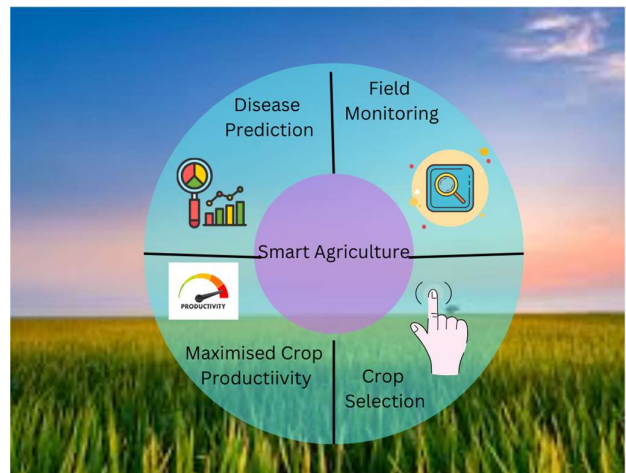 Disease
Prediction
Field
Monitoring
Smart Agriculture
PRODUCTIVITY
Maximised Crop
Productiivity
Crop
Selection